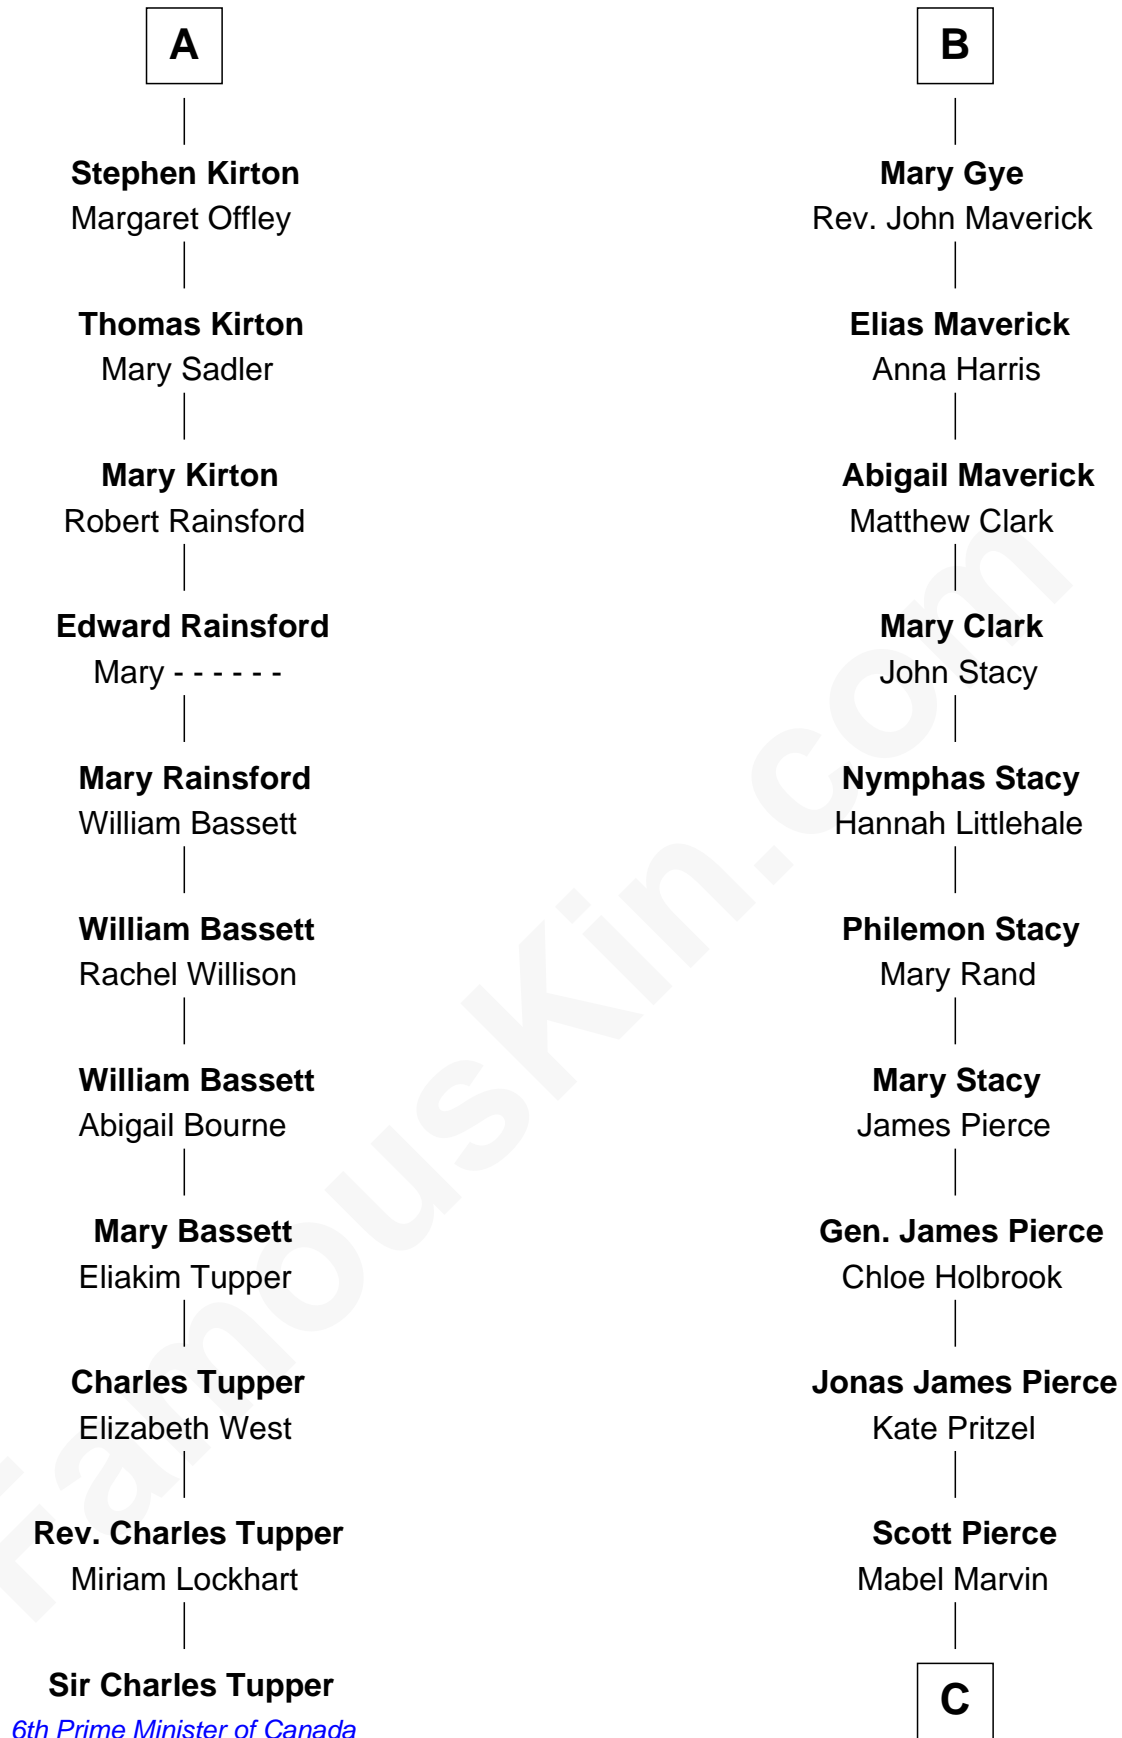 A
Stephen Kirton
Margaret Offley
Thomas Kirton
Mary Sadler
Mary Kirton
Robert Rainsford
Edward Rainsford
Mary - - - - - -
Mary Rainsford
William Bassett
William Bassett
Rachel Willison
William Bassett
Abigail Bourne
Mary Bassett
Eliakim Tupper
Charles Tupper
Elizabeth West
Rev. Charles Tupper
Miriam Lockhart
Sir Charles Tupper
6th Prime Minister of Canada
B
Mary Gye
Rev. John Maverick
Elias Maverick
Anna Harris
Abigail Maverick
Matthew Clark
Mary Clark
John Stacy
Nymphas Stacy
Hannah Littlehale
Philemon Stacy
Mary Rand
Mary Stacy
James Pierce
Gen. James Pierce
Chloe Holbrook
Jonas James Pierce
Kate Pritzel
Scott Pierce
Mabel Marvin
C
FamousKin.com